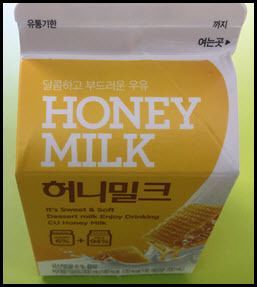 유통기한 까지
여는곳 ▶
달콤하고 부드러운 우유
HONEY
MILK
허니밀크
It's Sweet & Soft
Dessert milk Enjoy Drinking
CU Honey Milk